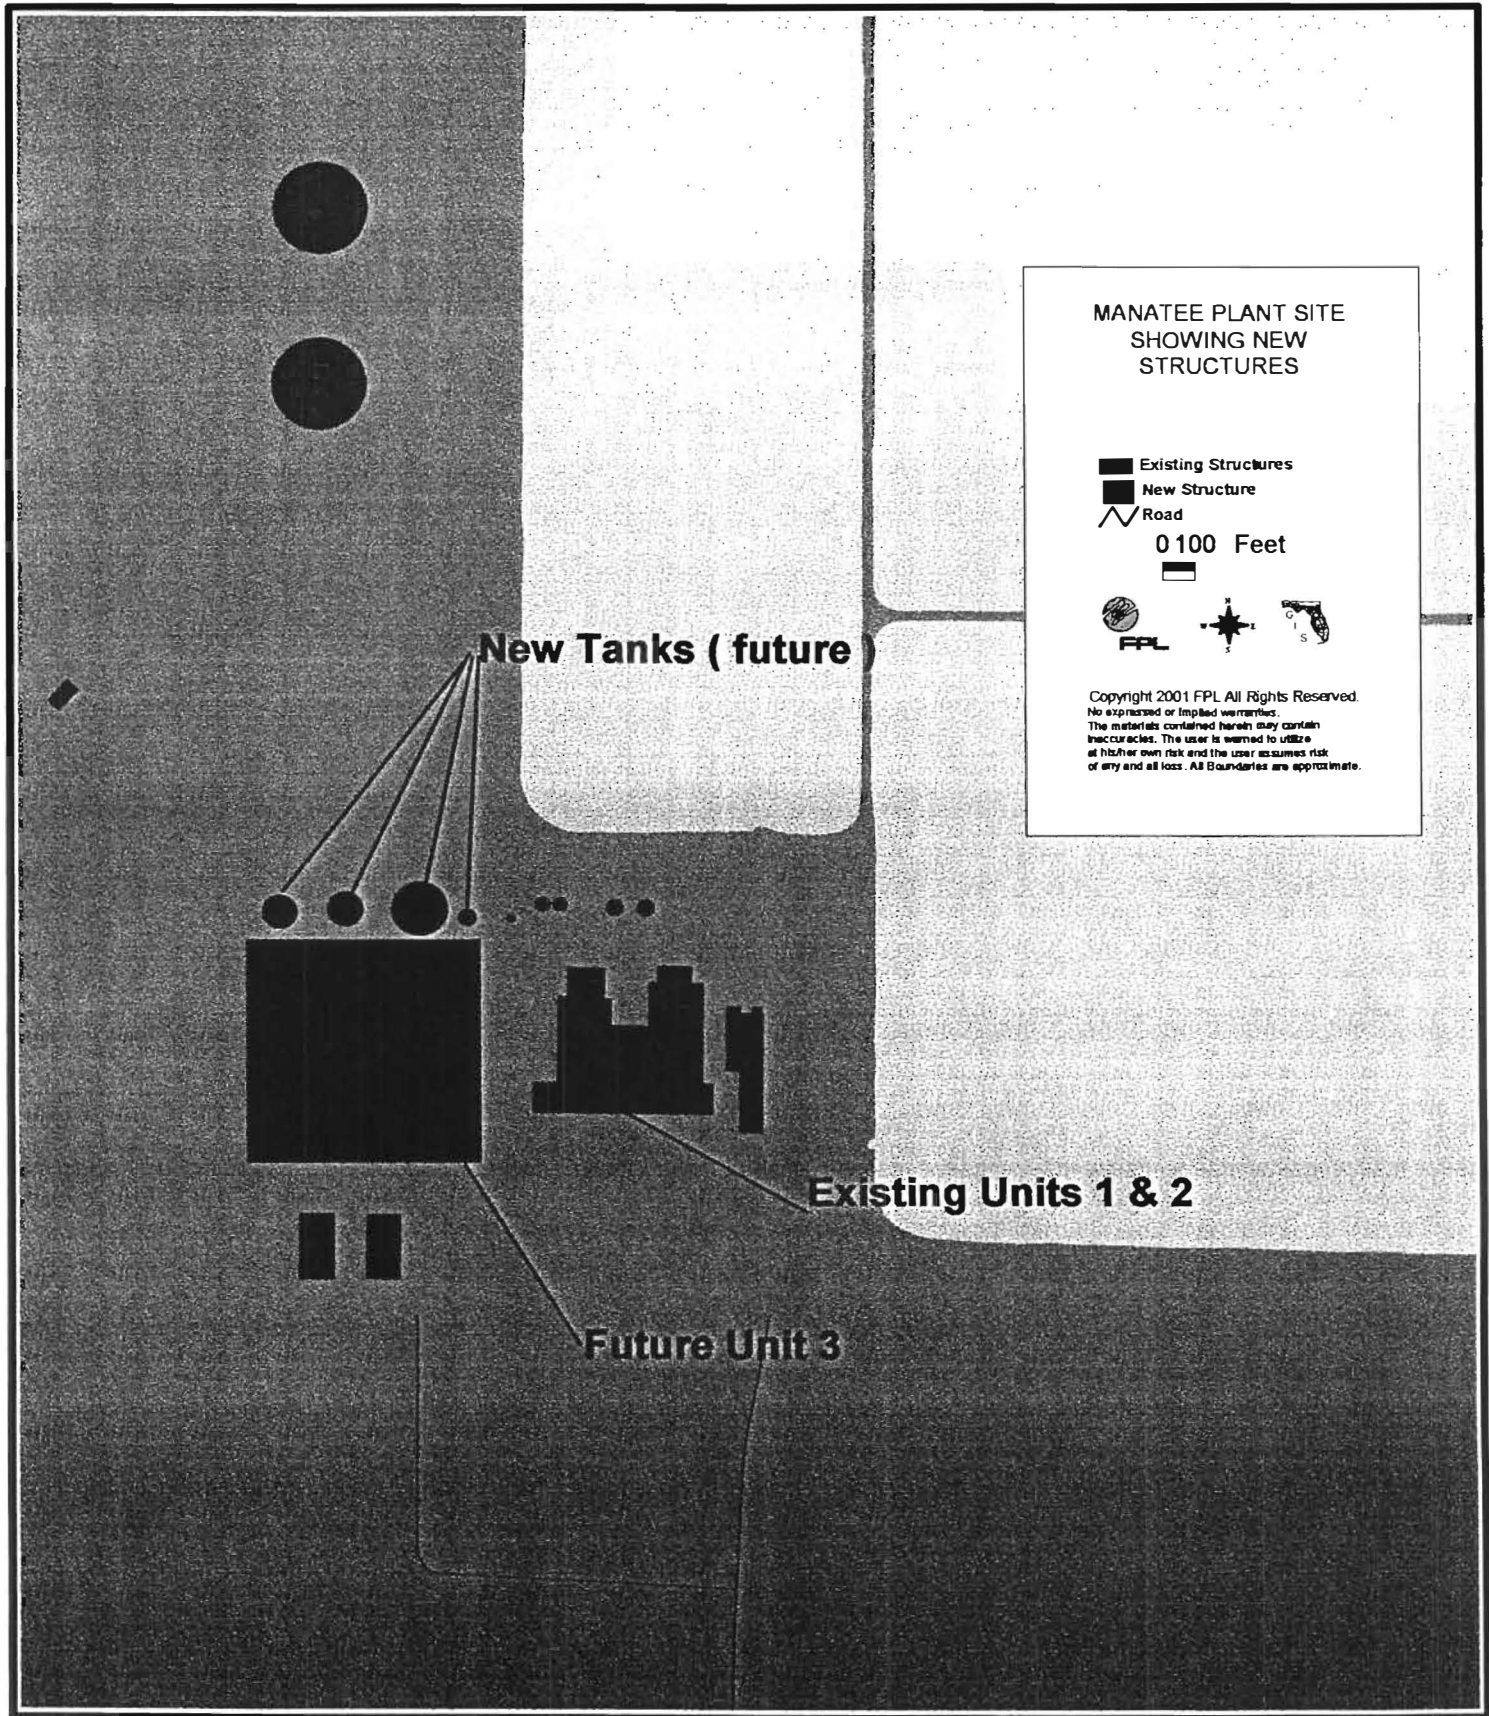 MANATEE PLANT SITE
SHOWING NEW
STRUCTURES
Existing Structures
New Structure
Road
0 100 Feet
N
W E
S
G
I
S
FPL
Copyright 2001 FPL All Rights Reserved.
No expressed or Implied warranties.
The materials contained herein may contain
inaccuracies. The user is warned to utilize
at his/her own risk and the user assumes risk
of any and all loss. All Boundaries are approximate.
New Tanks ( future )
Existing Units 1 & 2
Future Unit 3